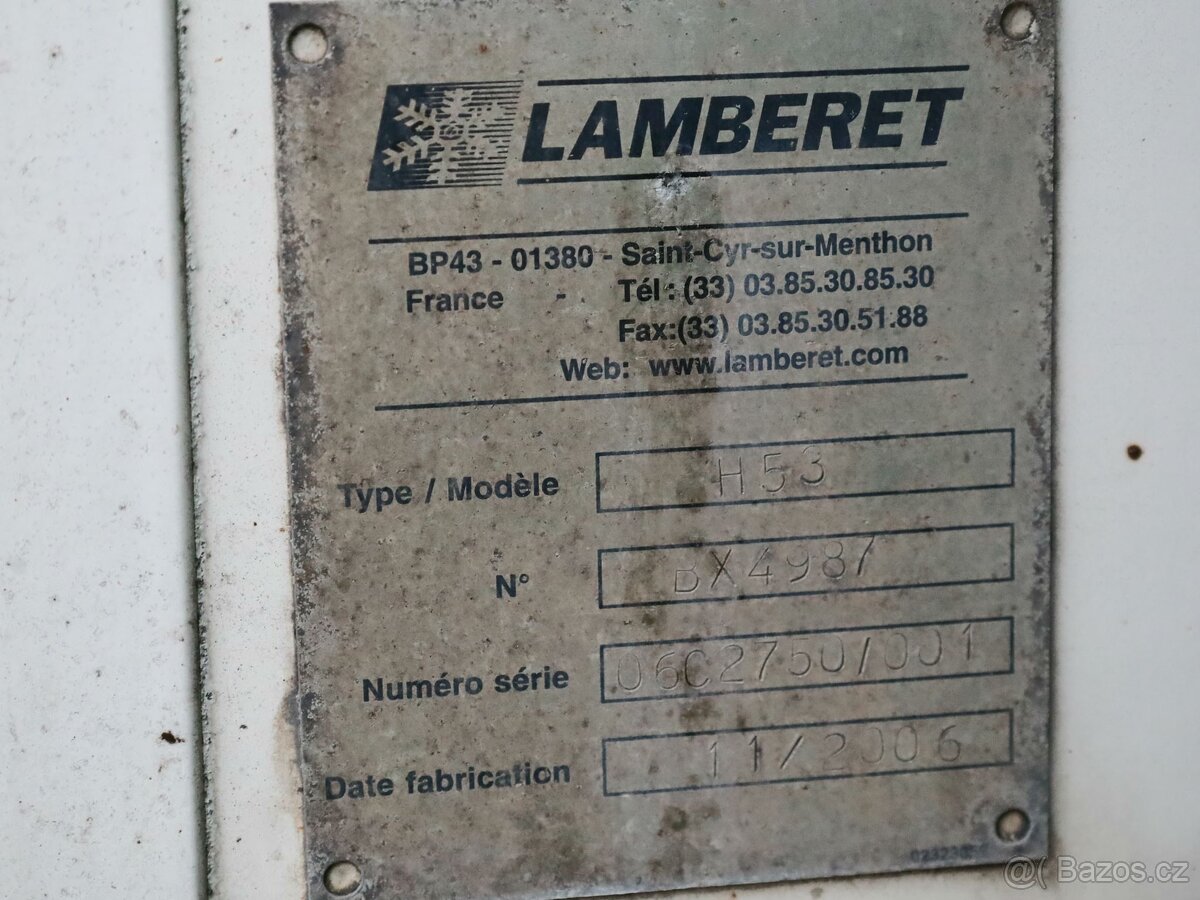 LAMBERET
BP43 - 01380 - Saint-Cyr-sur-Menthon
France - Tél : (33) 03.85.30.85.30
Fax:(33) 03.85.30.51.88
Web: www.lamberet.com
Type / Modèle H53
N° BX4987
Numéro série 06C2750/001
Date fabrication 11/2006
@( Bazos.cz